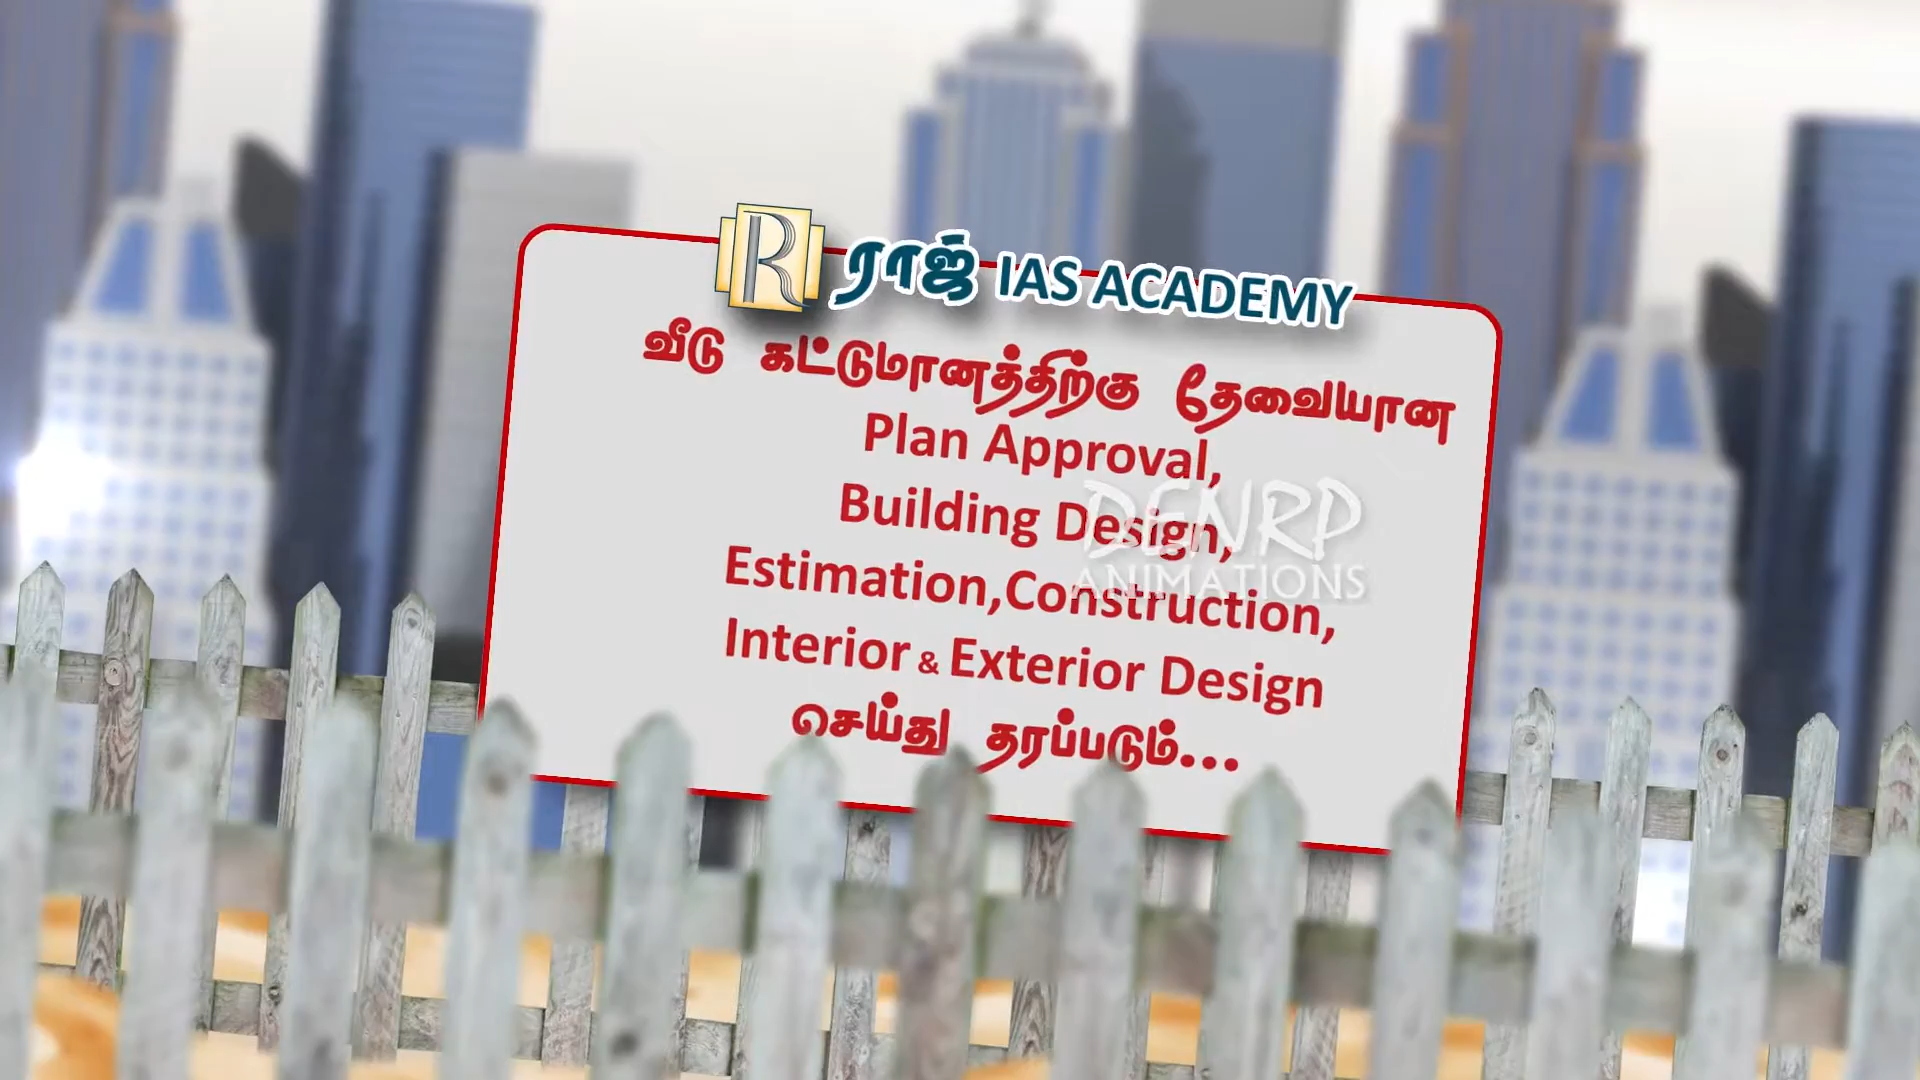 R ராஜ் IAS ACADEMY
வீடு கட்டுமானத்திற்கு தேவையான
Plan Approval,
Building Design,
Estimation,Construction,
Interior & Exterior Design
செய்து தரப்படும்...
DENRP
ANIMATIONS